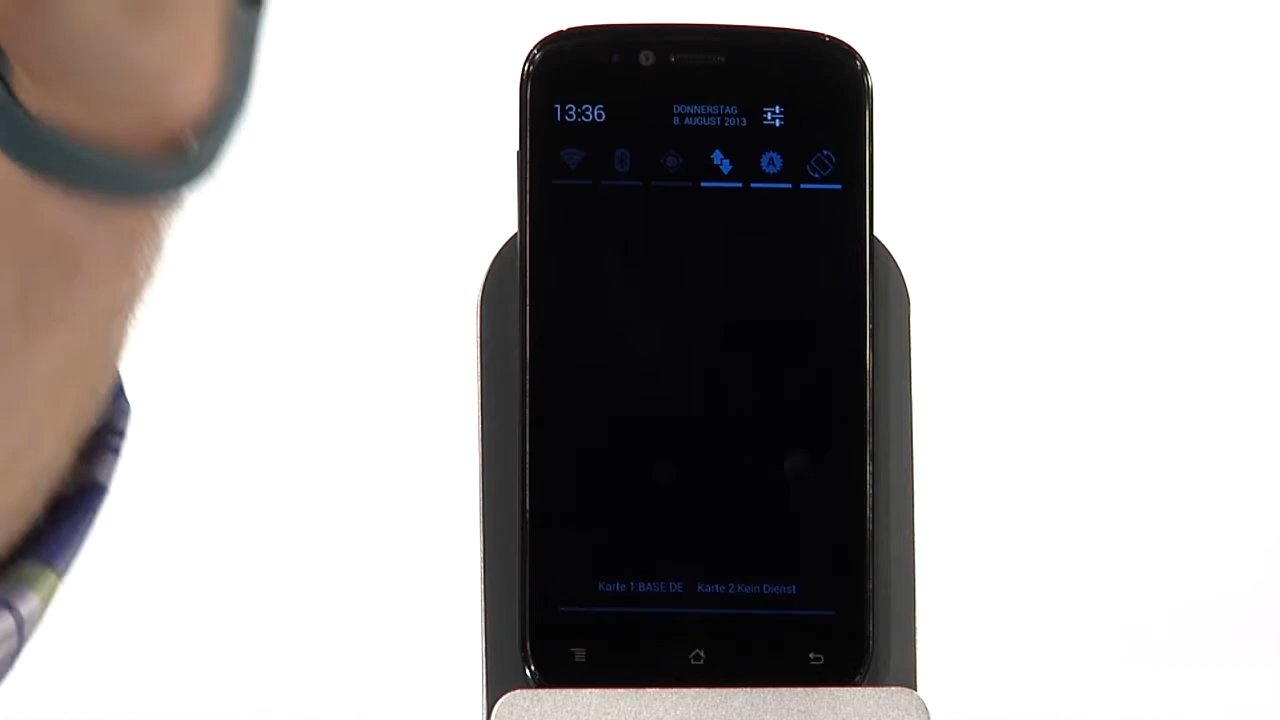 13:36
DONNERSTAG
8. AUGUST 2013
A
Karte 1:BASE DE Karte 2:Kein Dienst